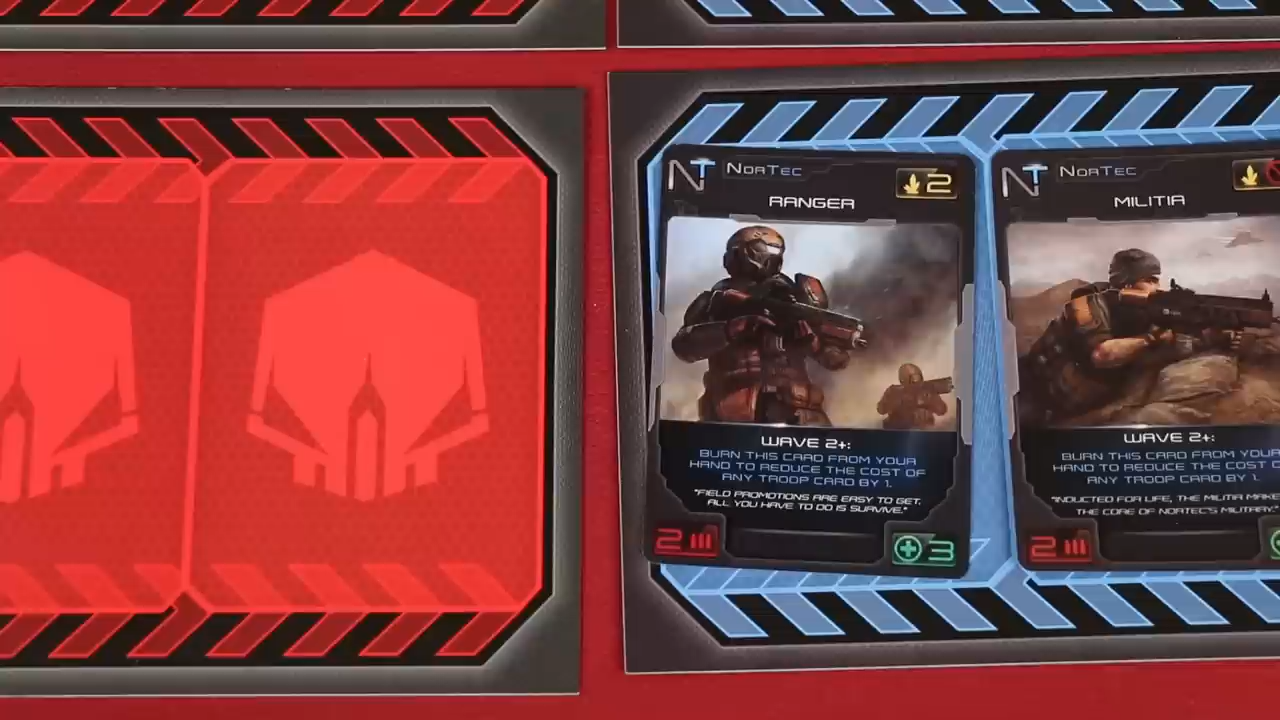 NT NORTEC
2
RANGER
WAVE 2+:
BURN THIS CARD FROM YOUR
HAND TO REDUCE THE COST OF
ANY TROOP CARD BY 1.
"FIELD PROMOTIONS ARE EASY TO GET.
ALL YOU HAVE TO DO IS SURVIVE."
2
3
NT NORTEC
MILITIA
WAVE 2+:
BURN THIS CARD FROM YOUR
HAND TO REDUCE THE COST
ANY TROOP CARD BY 1.
"INDUCTED FOR LIFE, THE MILITIA MAKE
THE CORE OF NORTEC'S MILITARY."
2